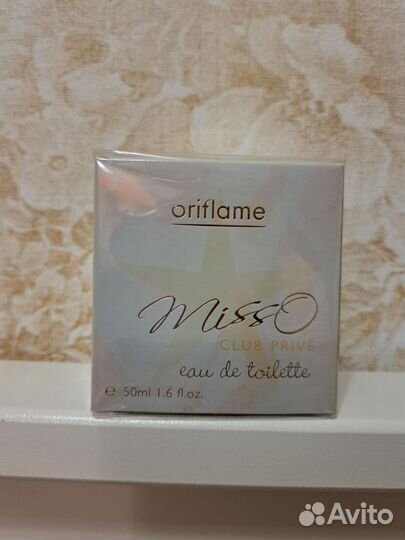 oriflame
MissO
CLUB PRIVÉ
eau de toilette
e 50ml 1.6 fl.oz.
Avito